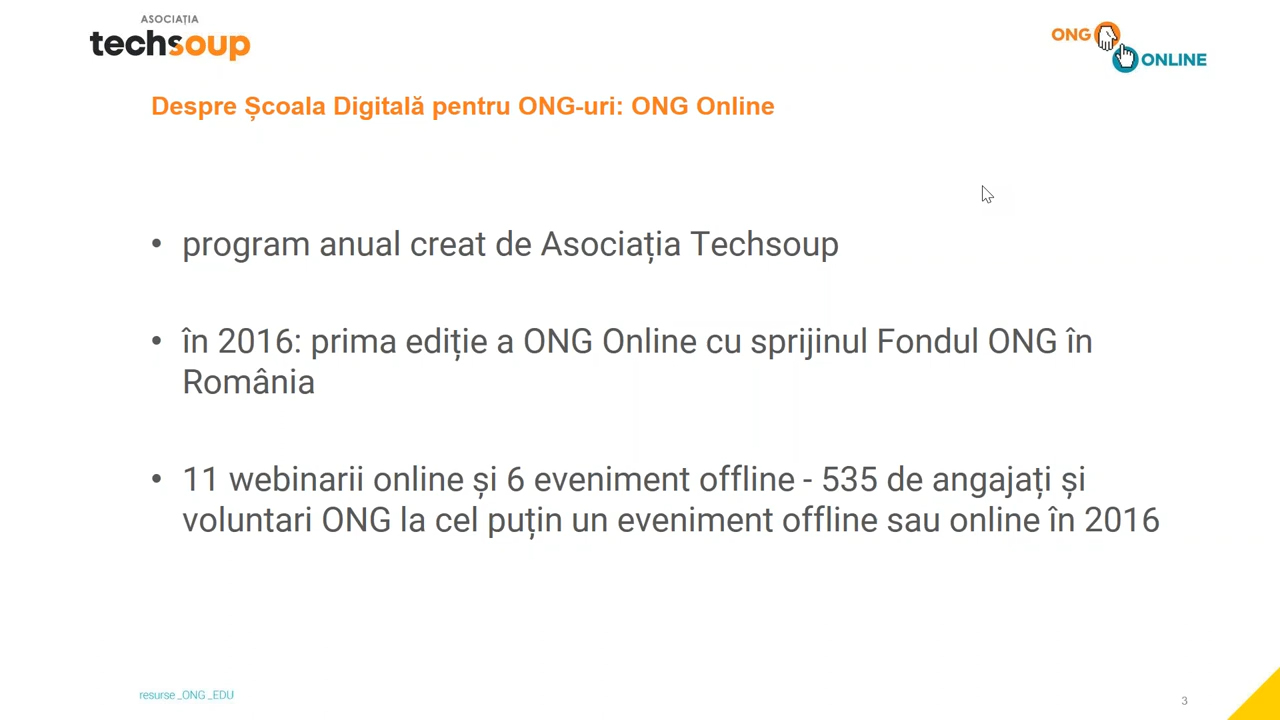 ASOCIAȚIA
techsoup
ONG
ONLINE
Despre Școala Digitală pentru ONG-uri: ONG Online
• program anual creat de Asociația Techsoup
• în 2016: prima ediție a ONG Online cu sprijinul Fondul ONG în
România
• 11 webinarii online și 6 eveniment offline - 535 de angajați și
voluntari ONG la cel puțin un eveniment offline sau online în 2016
resurse_ONG_EDU
3